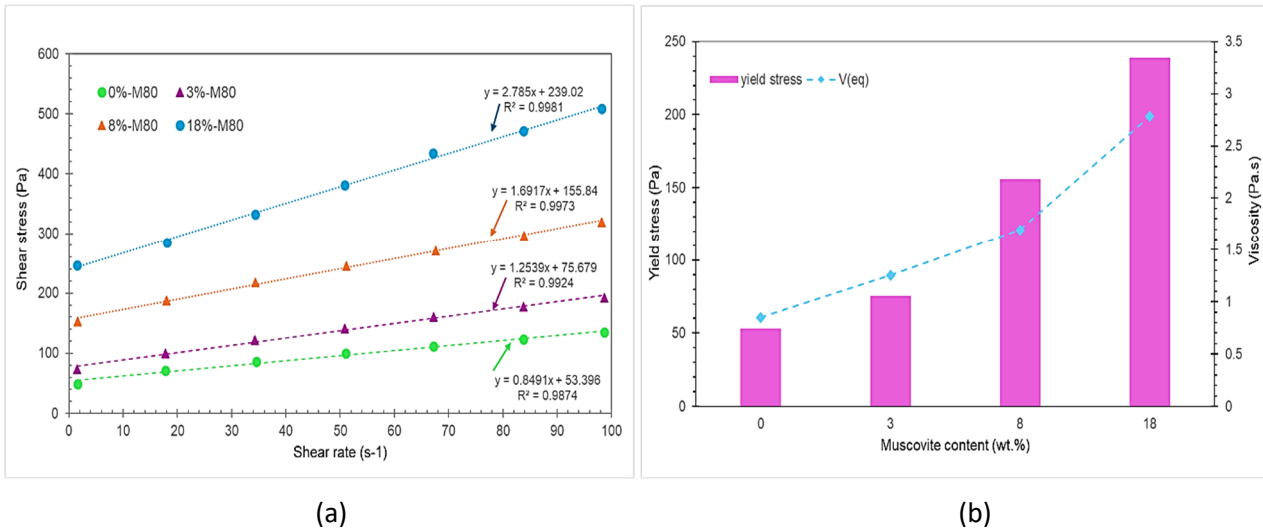 600
500
400
300
200
100
0
Shear stress (Pa)
0%-M80 3%-M80
8%-M80 18%-M80
y = 2.785x + 239.02
R² = 0.9981
y = 1.6917x + 155.84
R² = 0.9973
y = 1.2539x + 75.679
R² = 0.9924
y = 0.8491x + 53.396
R² = 0.9874
0 10 20 30 40 50 60 70 80 90 100
Shear rate (s-1)
(a)
250
200
150
100
50
0
Yield stress (Pa)
yield stress V(eq)
3.5
3
2.5
2
1.5
1
0.5
0
Viscosity (Pa.s)
0 3 8 18
Muscovite content (wt.%)
(b)